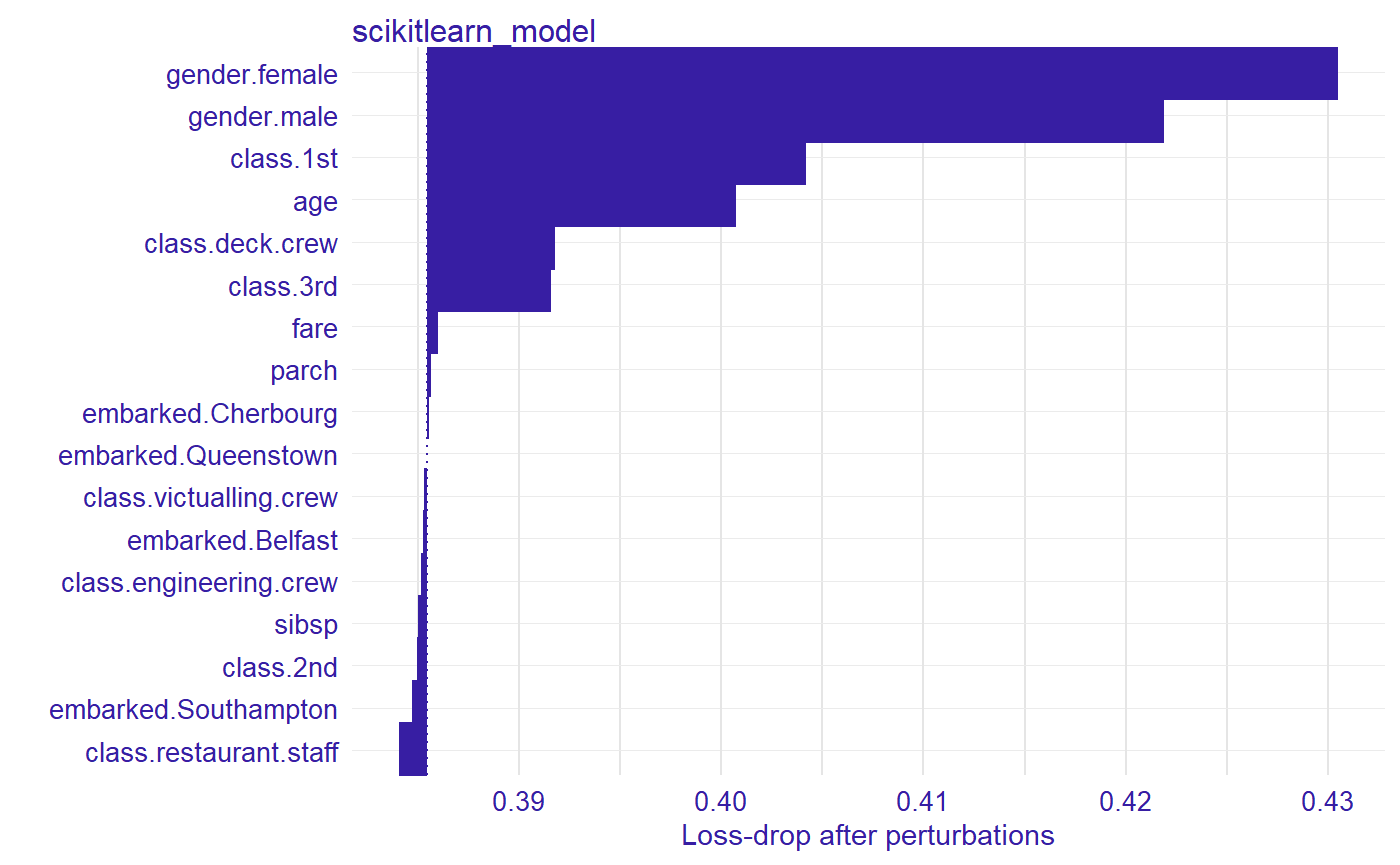 scikitlearn_model
gender.female
gender.male
class.1st
age
class.deck.crew
class.3rd
fare
parch
embarked.Cherbourg
embarked.Queenstown
class.victualling.crew
embarked.Belfast
class.engineering.crew
sibsp
class.2nd
embarked.Southampton
class.restaurant.staff
0.39 0.40 0.41 0.42 0.43
Loss-drop after perturbations